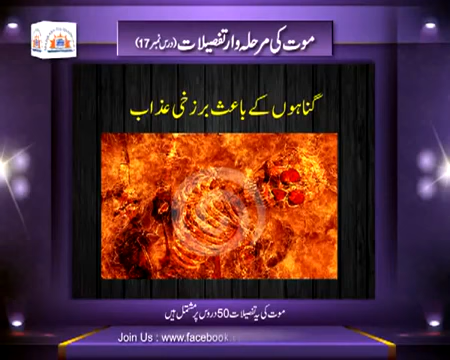 موت کی مرحلہ وار تفصیلات (درس نمبر 17)
گناہوں کے باعث برزخی عذاب
موت کی یہ تفصیلات 50 دروس پر مشتمل ہیں
Join Us : www.facebook.